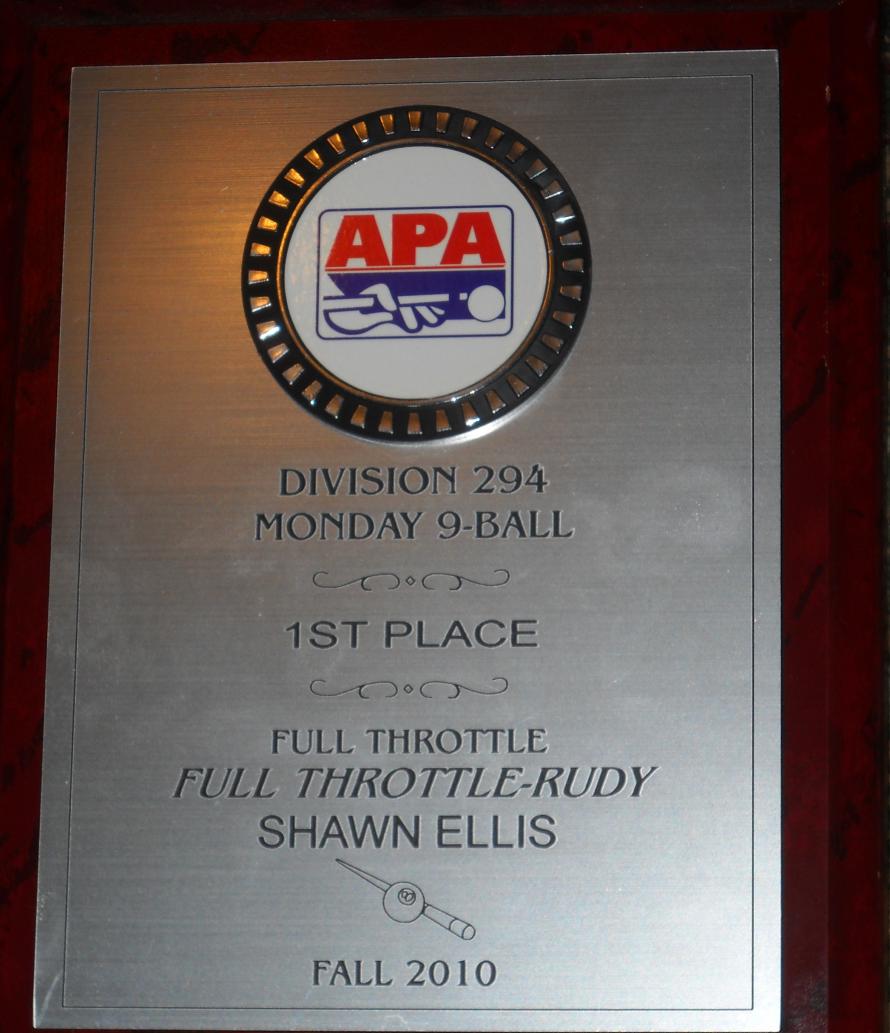 APA
DIVISION 294
MONDAY 9-BALL
1ST PLACE
FULL THROTTLE
FULL THROTTLE-RUDY
SHAWN ELLIS
FALL 2010